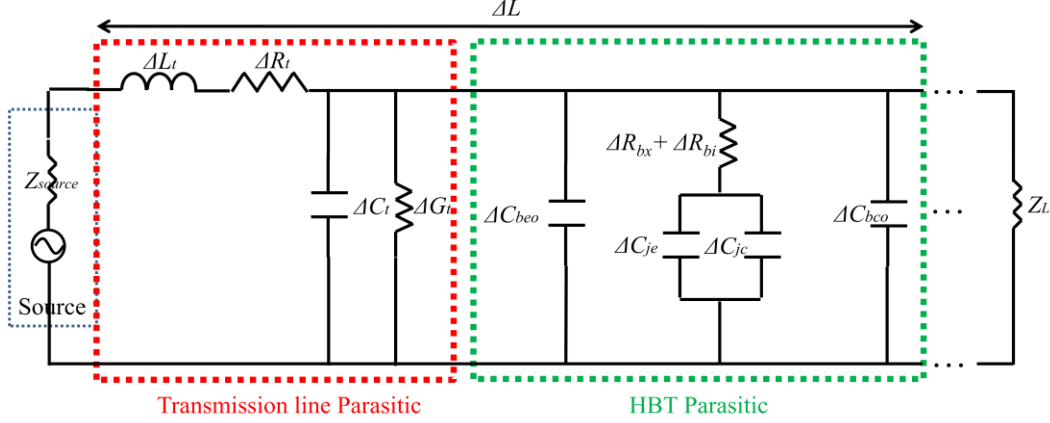 ΔL
ΔLt
ΔRt
ΔRbx+ ΔRbi
Zsource
ΔCt
ΔGt
ΔCbeo
ΔCbco
ΔCje
ΔCjc
ZL
Source
Transmission line Parasitic
HBT Parasitic